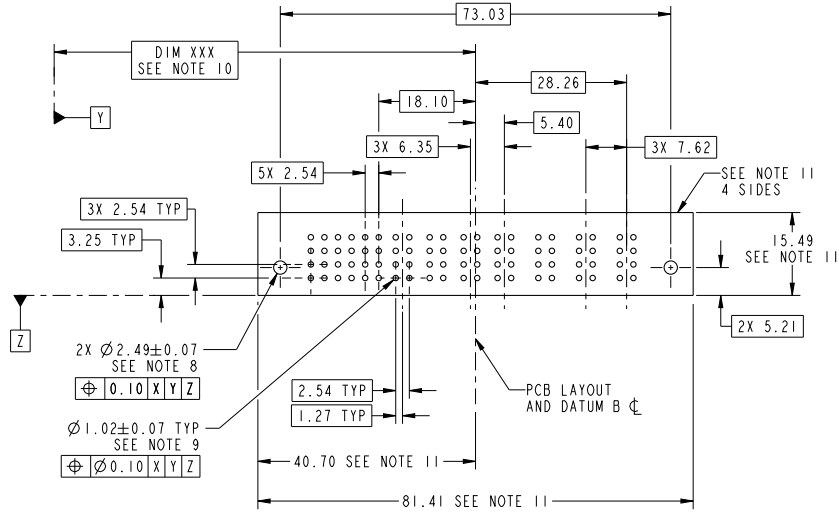 73.03
DIM XXX
SEE NOTE 10
28.26
18.10
Y
5.40
3X 6.35
3X 7.62
5X 2.54
SEE NOTE 11
4 SIDES
3X 2.54 TYP
3.25 TYP
15.49
SEE NOTE 11
Z
2X 5.21
2X Ø2.49±0.07
SEE NOTE 8
⌖ 0.10 X Y Z
2.54 TYP
PCB LAYOUT
AND DATUM B ℄
1.27 TYP
Ø1.02±0.07 TYP
SEE NOTE 9
⌖ Ø0.10 X Y Z
40.70 SEE NOTE 11
81.41 SEE NOTE 11